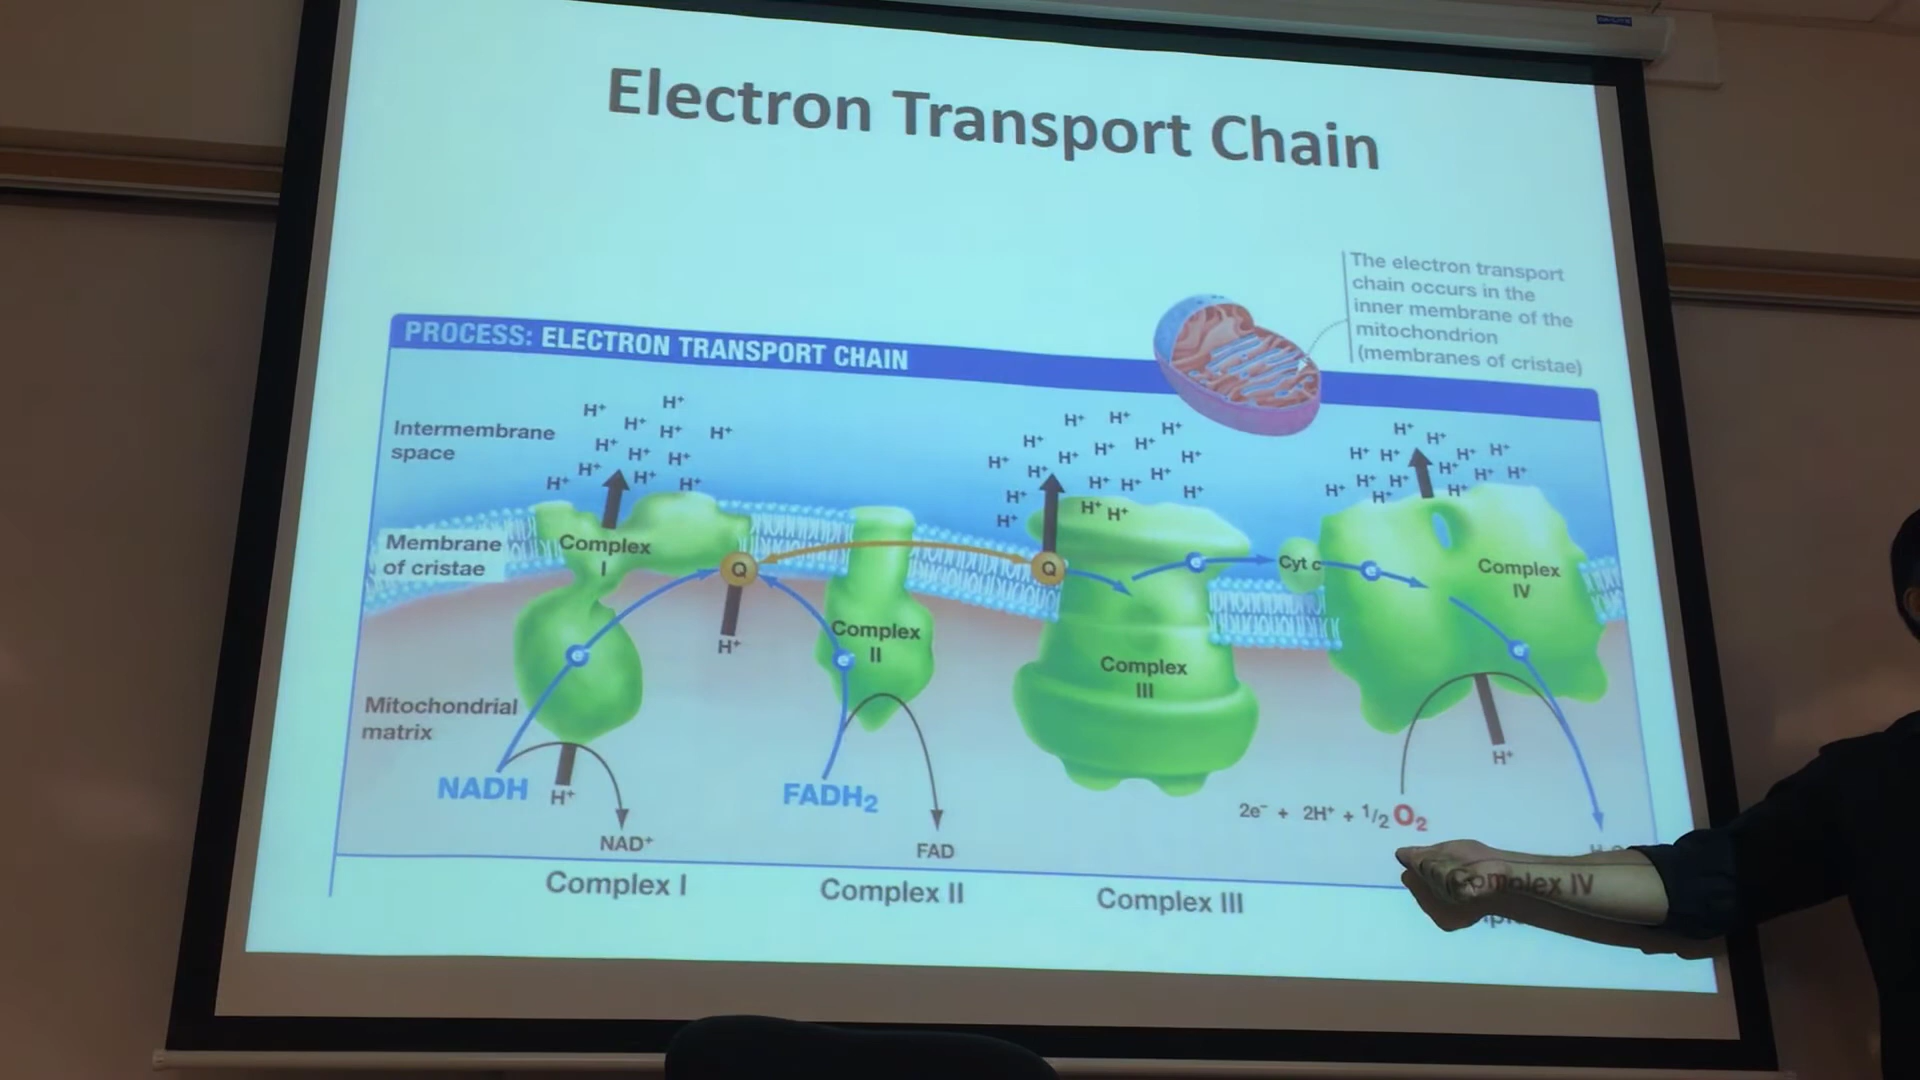 Electron Transport Chain
The electron transport
chain occurs in the
inner membrane of the
mitochondrion
(membranes of cristae)
PROCESS: ELECTRON TRANSPORT CHAIN
Intermembrane
space
H⁺ H⁺ H⁺ H⁺ H⁺ H⁺ H⁺ H⁺ H⁺ H⁺ H⁺ H⁺
H⁺ H⁺ H⁺ H⁺ H⁺ H⁺ H⁺ H⁺ H⁺ H⁺ H⁺ H⁺ H⁺ H⁺ H⁺ H⁺ H⁺ H⁺
H⁺ H⁺ H⁺ H⁺ H⁺ H⁺ H⁺ H⁺ H⁺ H⁺ H⁺ H⁺ H⁺ H⁺
Membrane
of cristae
Complex
I
Q
Q
e⁻
Cyt c
e⁻
Complex
IV
H⁺
Complex
II
e⁻
e⁻
Complex
III
e⁻
Mitochondrial
matrix
H⁺
NADH
H⁺
FADH₂
2e⁻ + 2H⁺ + 1/2 O₂
NAD⁺
FAD
Complex I
Complex II
Complex III
Complex IV